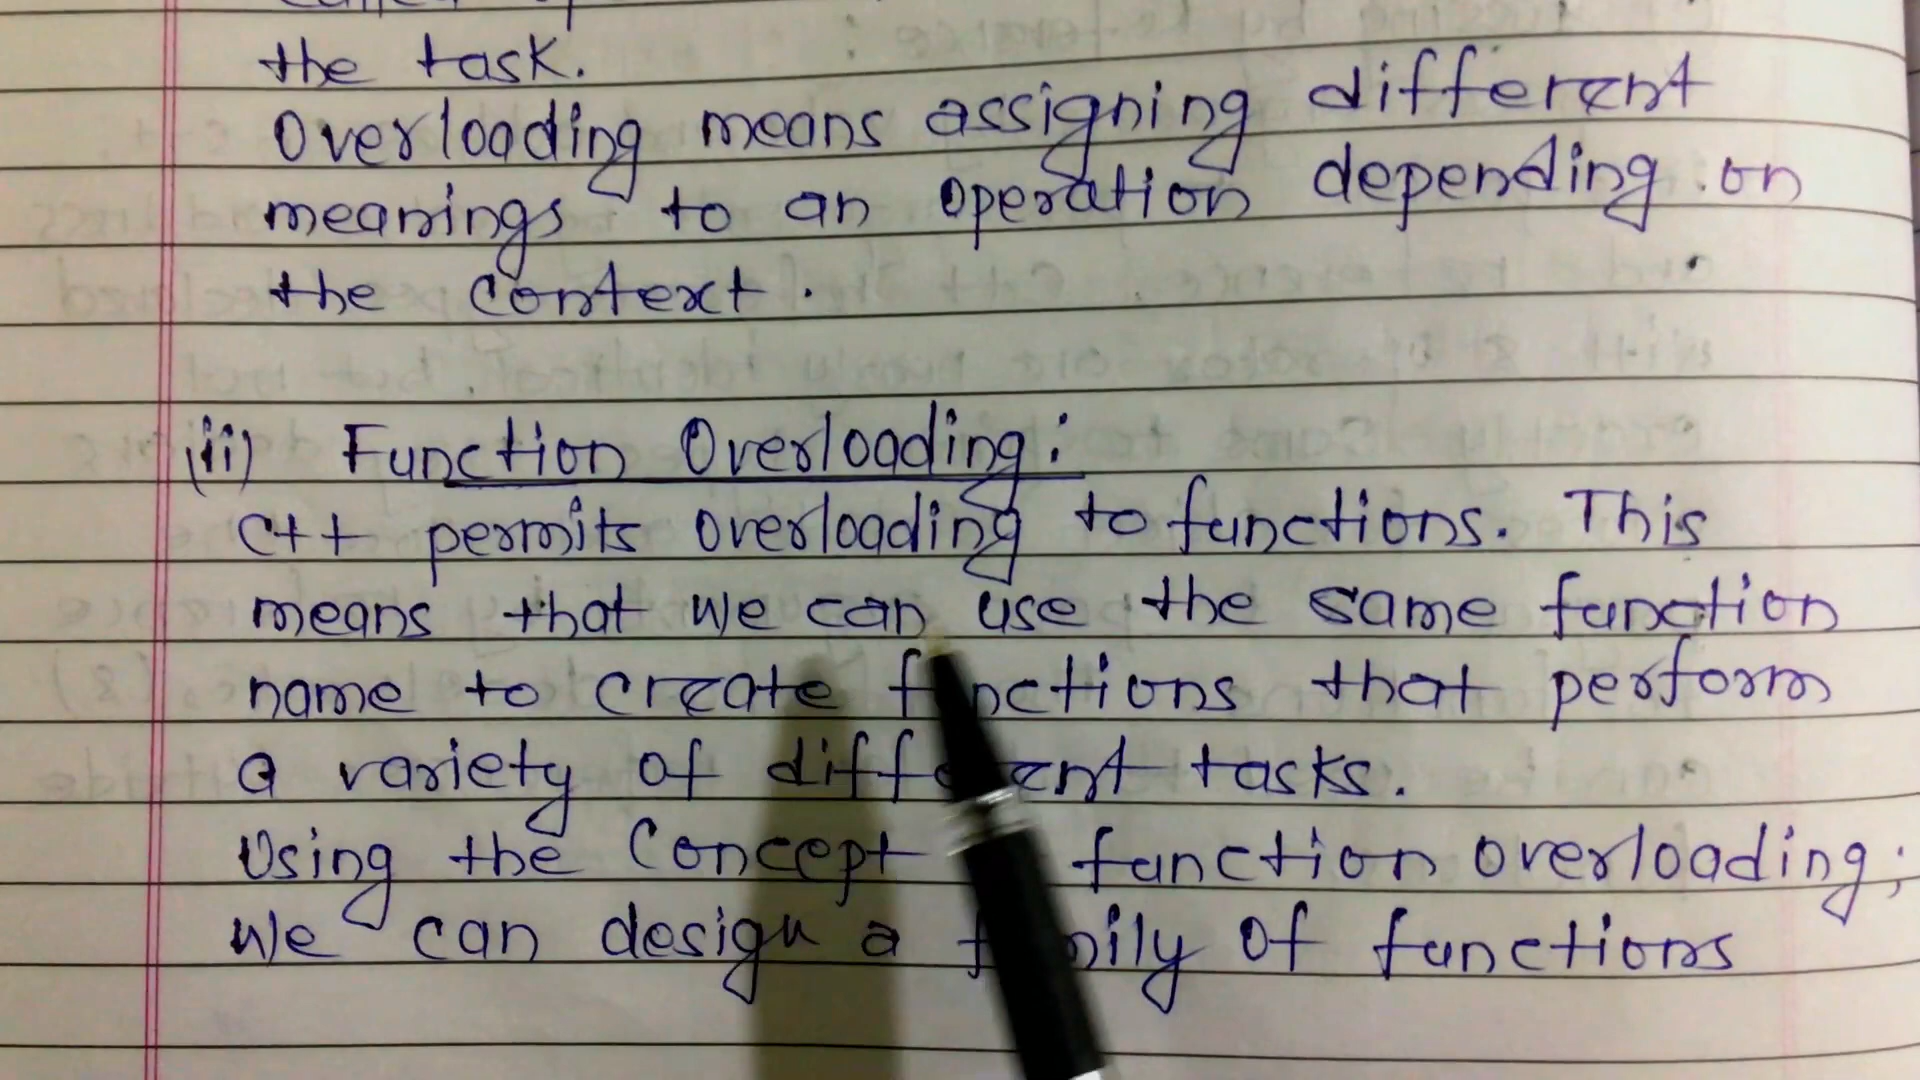 the task.
Overloading means assigning different
meanings to an operation depending on
the context.
(ii) Function Overloading:
C++ permits overloading to functions. This
means that we can use the same function
name to create functions that perform
a variety of different tasks.
Using the Concept function overloading;
We can design a family of functions